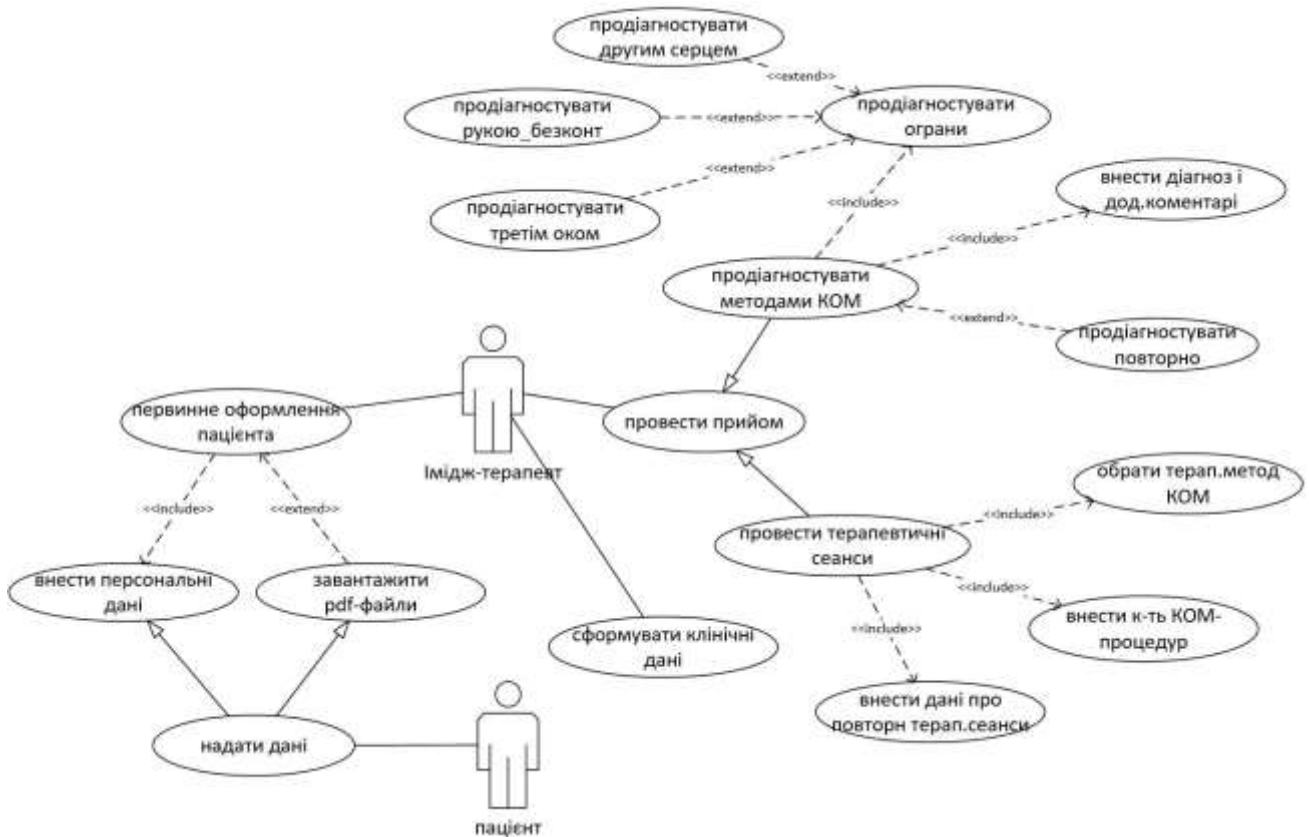 продіагностувати
другим серцем
<<extend>>
продіагностувати
рукою_безконт
<<extend>>
продіагностувати
ограни
<<extend>>
продіагностувати
третім оком
<<include>>
внести діагноз і
дод.коментарі
<<include>>
продіагностувати
методами КОМ
<<extend>>
продіагностувати
повторно
первинне оформлення
пацієнта
провести прийом
Імідж-терапевт
<<include>>
<<extend>>
обрати терап.метод
КОМ
<<include>>
провести терапевтичні
сеанси
<<include>>
внести персональні
дані
завантажити
pdf-файли
внести к-ть КОМ-
процедур
<<include>>
сформувати клінічні
дані
внести дані про
повторн терап.сеанси
надати дані
пацієнт